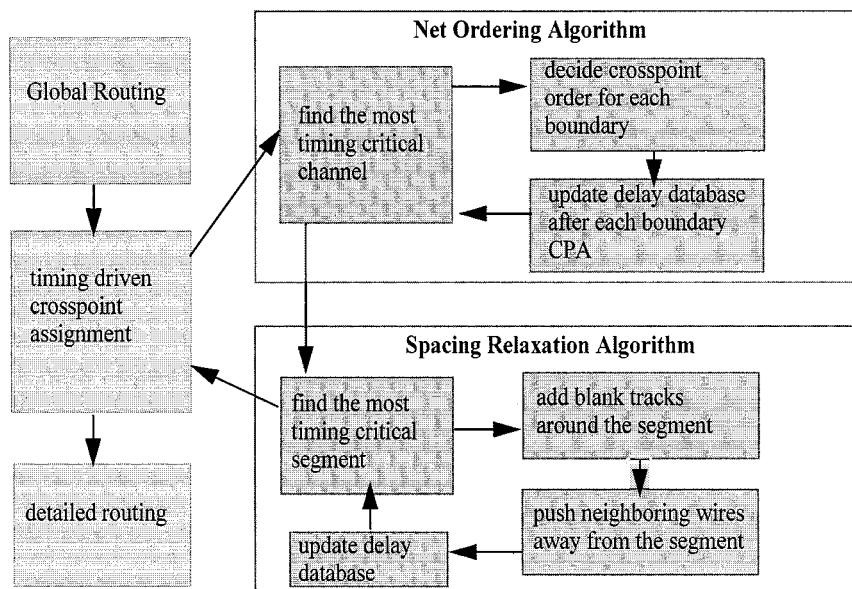 Global Routing
timing driven
crosspoint
assignment
detailed routing
Net Ordering Algorithm
find the most
timing critical
channel
decide crosspoint
order for each
boundary
update delay database
after each boundary
CPA
Spacing Relaxation Algorithm
find the most
timing critical
segment
add blank tracks
around the segment
push neighboring wires
away from the segment
update delay
database